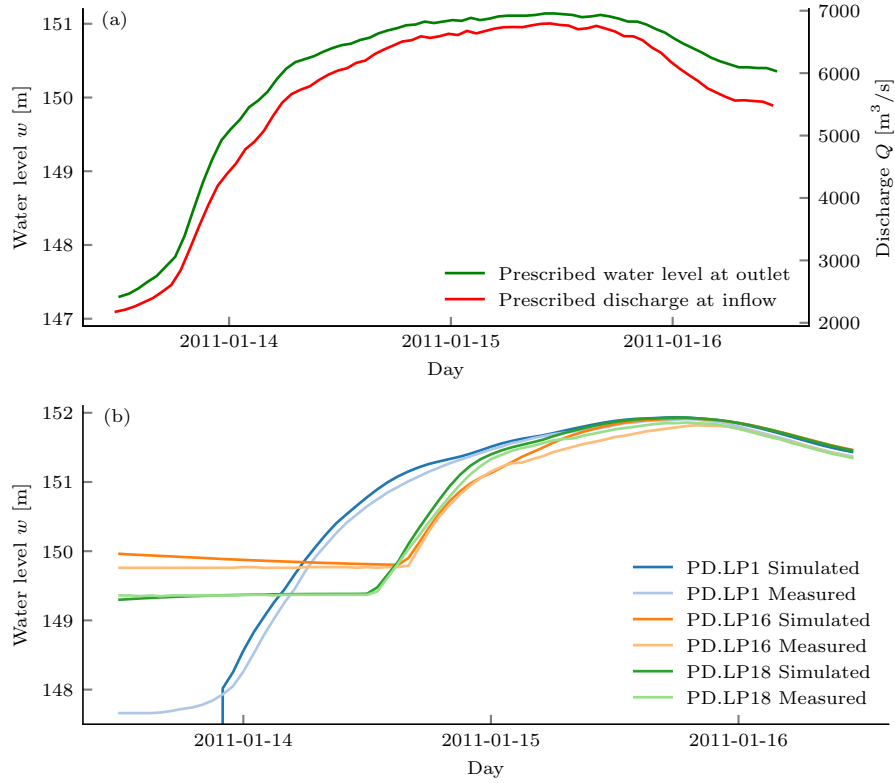 (a)
151
150
149
148
147
Water level w [m]
7000
6000
5000
4000
3000
2000
Discharge Q [m³/s]
Prescribed water level at outlet
Prescribed discharge at inflow
2011-01-14
2011-01-15
2011-01-16
Day
(b)
152
151
150
149
148
Water level w [m]
PD.LP1 Simulated
PD.LP1 Measured
PD.LP16 Simulated
PD.LP16 Measured
PD.LP18 Simulated
PD.LP18 Measured
2011-01-14
2011-01-15
2011-01-16
Day